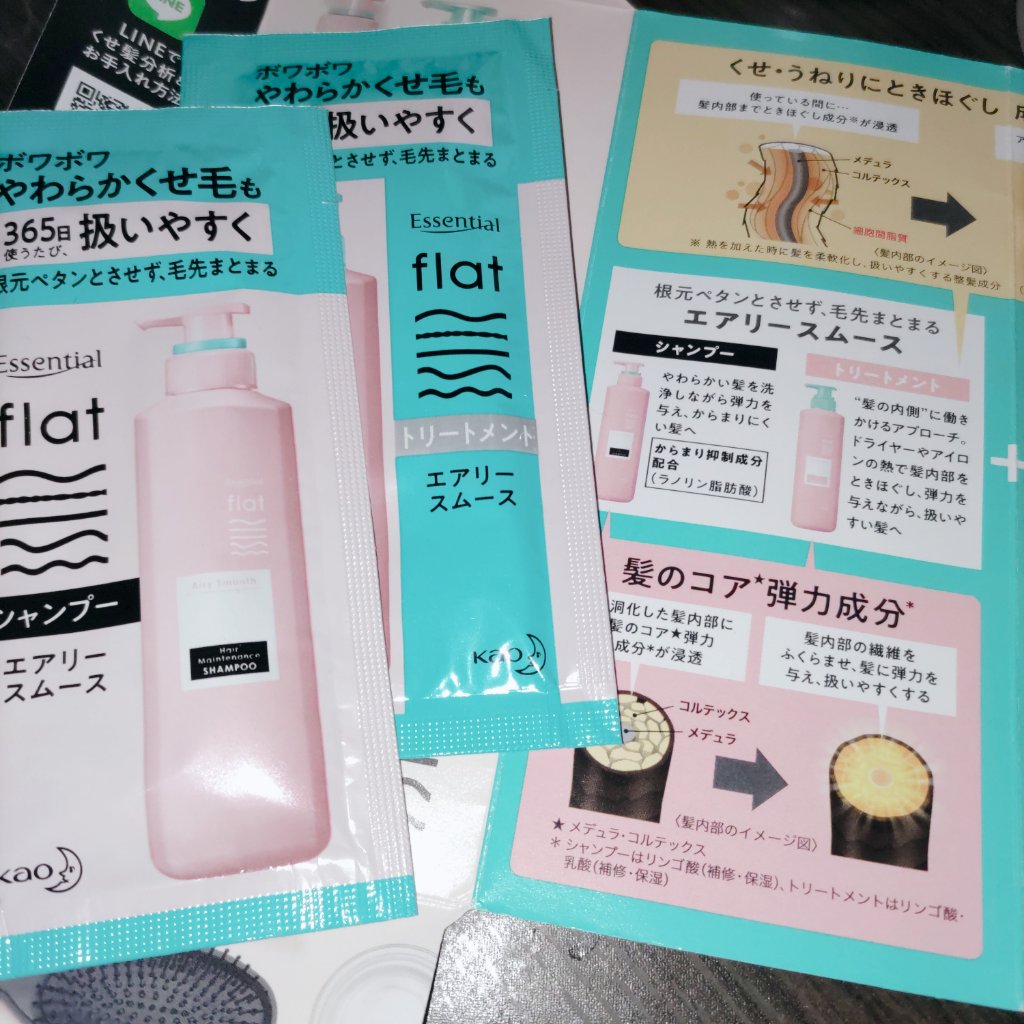 LINEで
くせ髪分析
お手入れ方法
ボワボワ
やわらかくせ毛も
扱いやすく
とさせず、毛先まとまる
Essential
flat
トリートメント
エアリー
スムース
Kao
ボワボワ
やわらかくせ毛も
365日
使うたび、
扱いやすく
根元ペタンとさせず、毛先まとまる
Essential
flat
シャンプー
エアリー
スムース
flat
Airy Smooth
Hair
Maintenance
SHAMPOO
Kao
くせ・うねりにときほぐし
使っている間に…
髪内部までときほぐし成分※が浸透
メデュラ
コルテックス
細胞間脂質
〈髪内部のイメージ図〉
※ 熱を加えた時に髪を柔軟化し、扱いやすくする整髪成分
根元ペタンとさせず、毛先まとまる
エアリースムース
シャンプー
やわらかい髪を洗
浄しながら弾力を
与え、からまりにく
い髪へ
からまり抑制成分
配合
（ラノリン脂肪酸）
トリートメント
“髪の内側”に働き
かけるアプローチ。
ドライヤーやアイロ
ンの熱で髪内部を
ときほぐし、弾力を
与えながら、扱いや
すい髪へ
+
髪のコア★弾力成分*
洞化した髪内部に
髪のコア★弾力
成分*が浸透
髪内部の繊維を
ふくらませ、髪に弾力を
与え、扱いやすくする
コルテックス
メデュラ
〈髪内部のイメージ図〉
★ メデュラ・コルテックス
* シャンプーはリンゴ酸(補修・保湿)、トリートメントはリンゴ酸・
乳酸(補修・保湿)